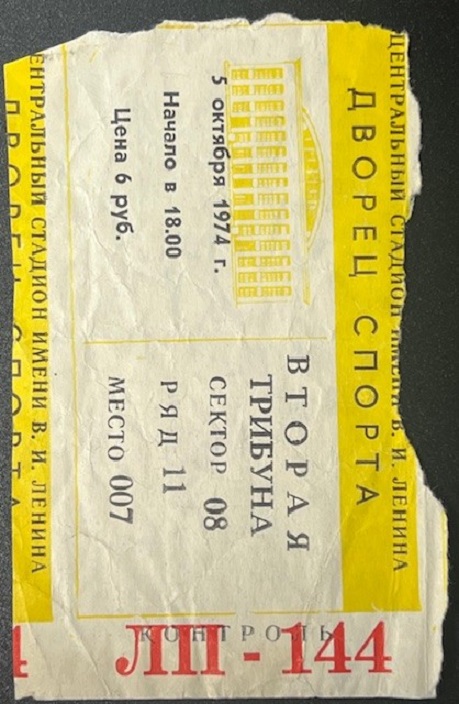 ЦЕНТРАЛЬНЫЙ СТАДИОН ИМЕНИ В. И. ЛЕНИНА
ДВОРЕЦ СПОРТА
5 октября 1974 г.
Начало в 18.00
Цена 6 руб.
ВТОРАЯ
ТРИБУНА
СЕКТОР 08
РЯД 11
МЕСТО 007
ЕНТРАЛЬНЫЙ СТАДИОН ИМЕНИ В. И. ЛЕНИНА
КОНТРОЛЬ
ЛП - 144